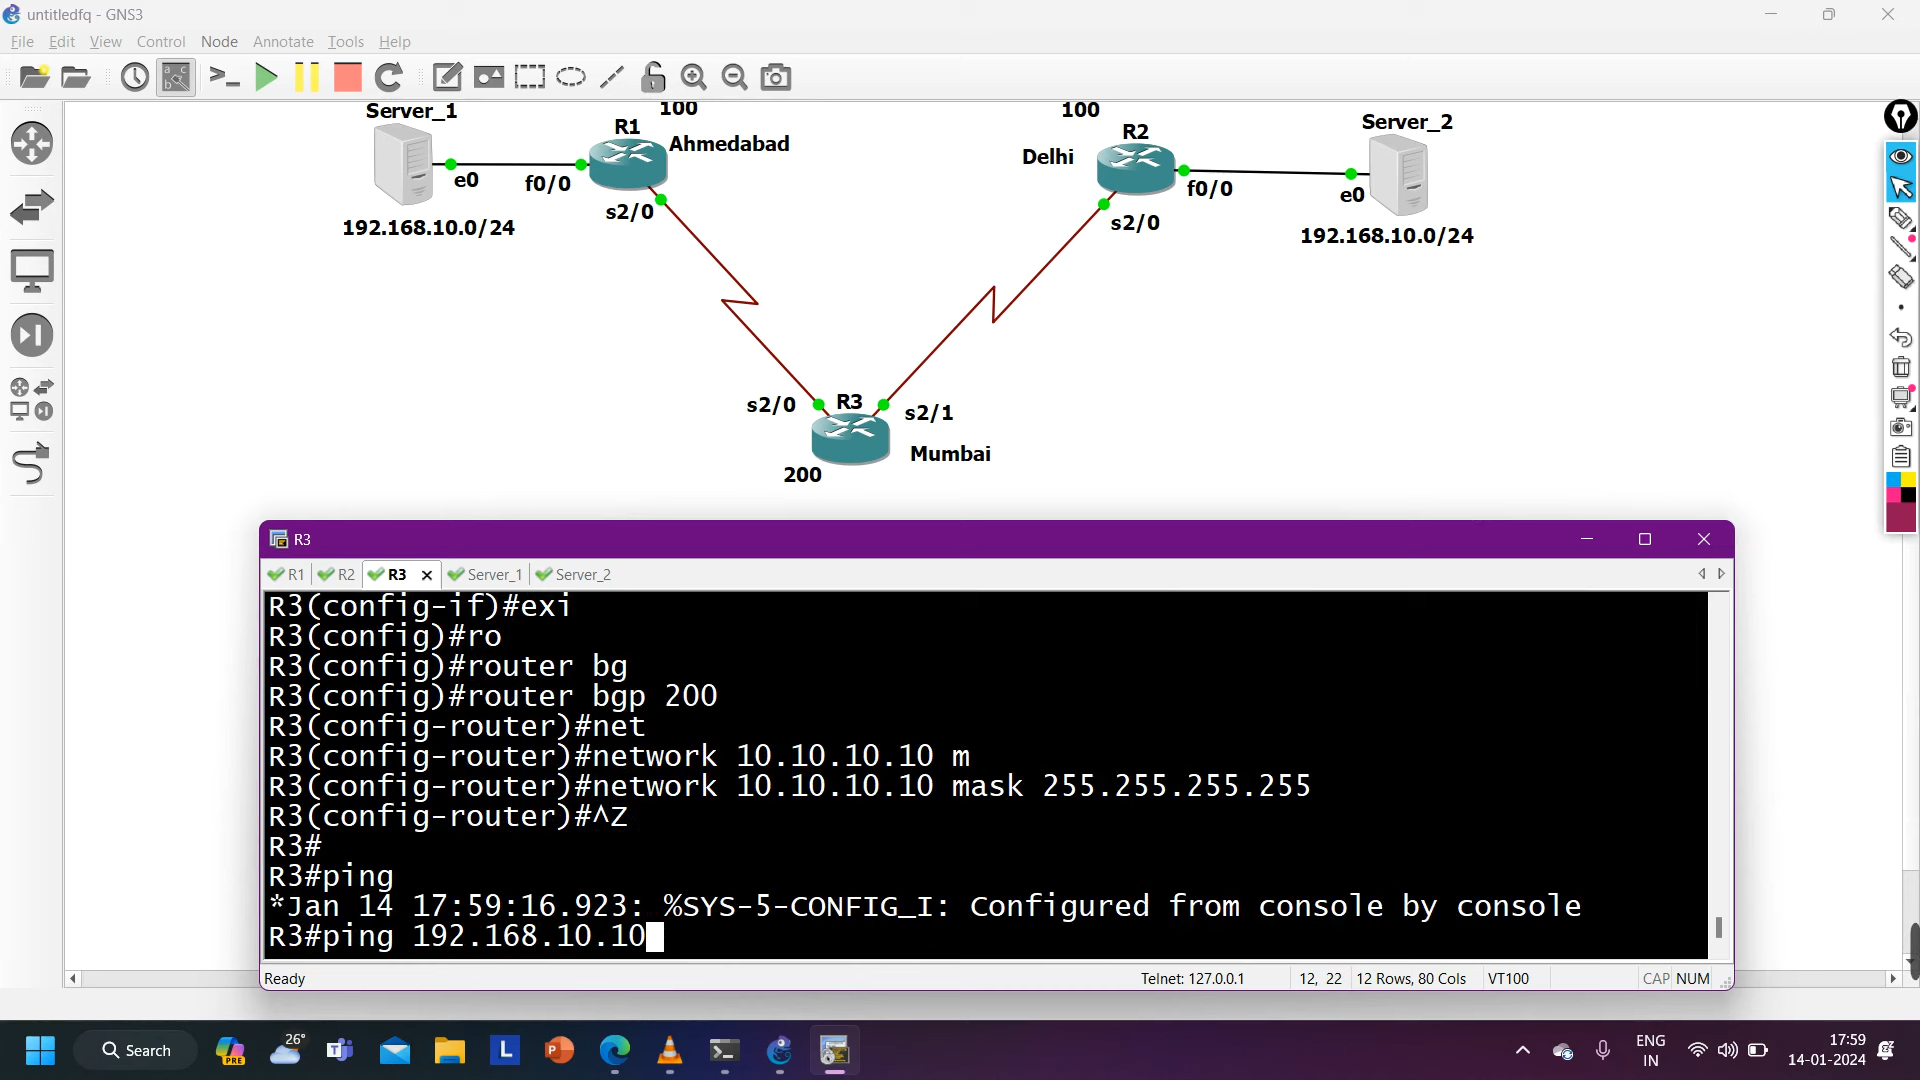 untitledfq - GNS3
File Edit View Control Node Annotate Tools Help
Server_1
100
R1
Ahmedabad
e0
f0/0
s2/0
192.168.10.0/24
100
R2
Delhi
Server_2
f0/0
e0
s2/0
192.168.10.0/24
s2/0
R3
s2/1
Mumbai
200
R3
R1 R2 R3 Server_1 Server_2
R3(config-if)#exi
R3(config)#ro
R3(config)#router bg
R3(config)#router bgp 200
R3(config-router)#net
R3(config-router)#network 10.10.10.10 m
R3(config-router)#network 10.10.10.10 mask 255.255.255.255
R3(config-router)#^Z
R3#
R3#ping
*Jan 14 17:59:16.923: %SYS-5-CONFIG_I: Configured from console by console
R3#ping 192.168.10.10
Ready Telnet: 127.0.0.1 12, 22 12 Rows, 80 Cols VT100 CAP NUM
Search
PRE
26°
L
ENG
IN
17:59
14-01-2024